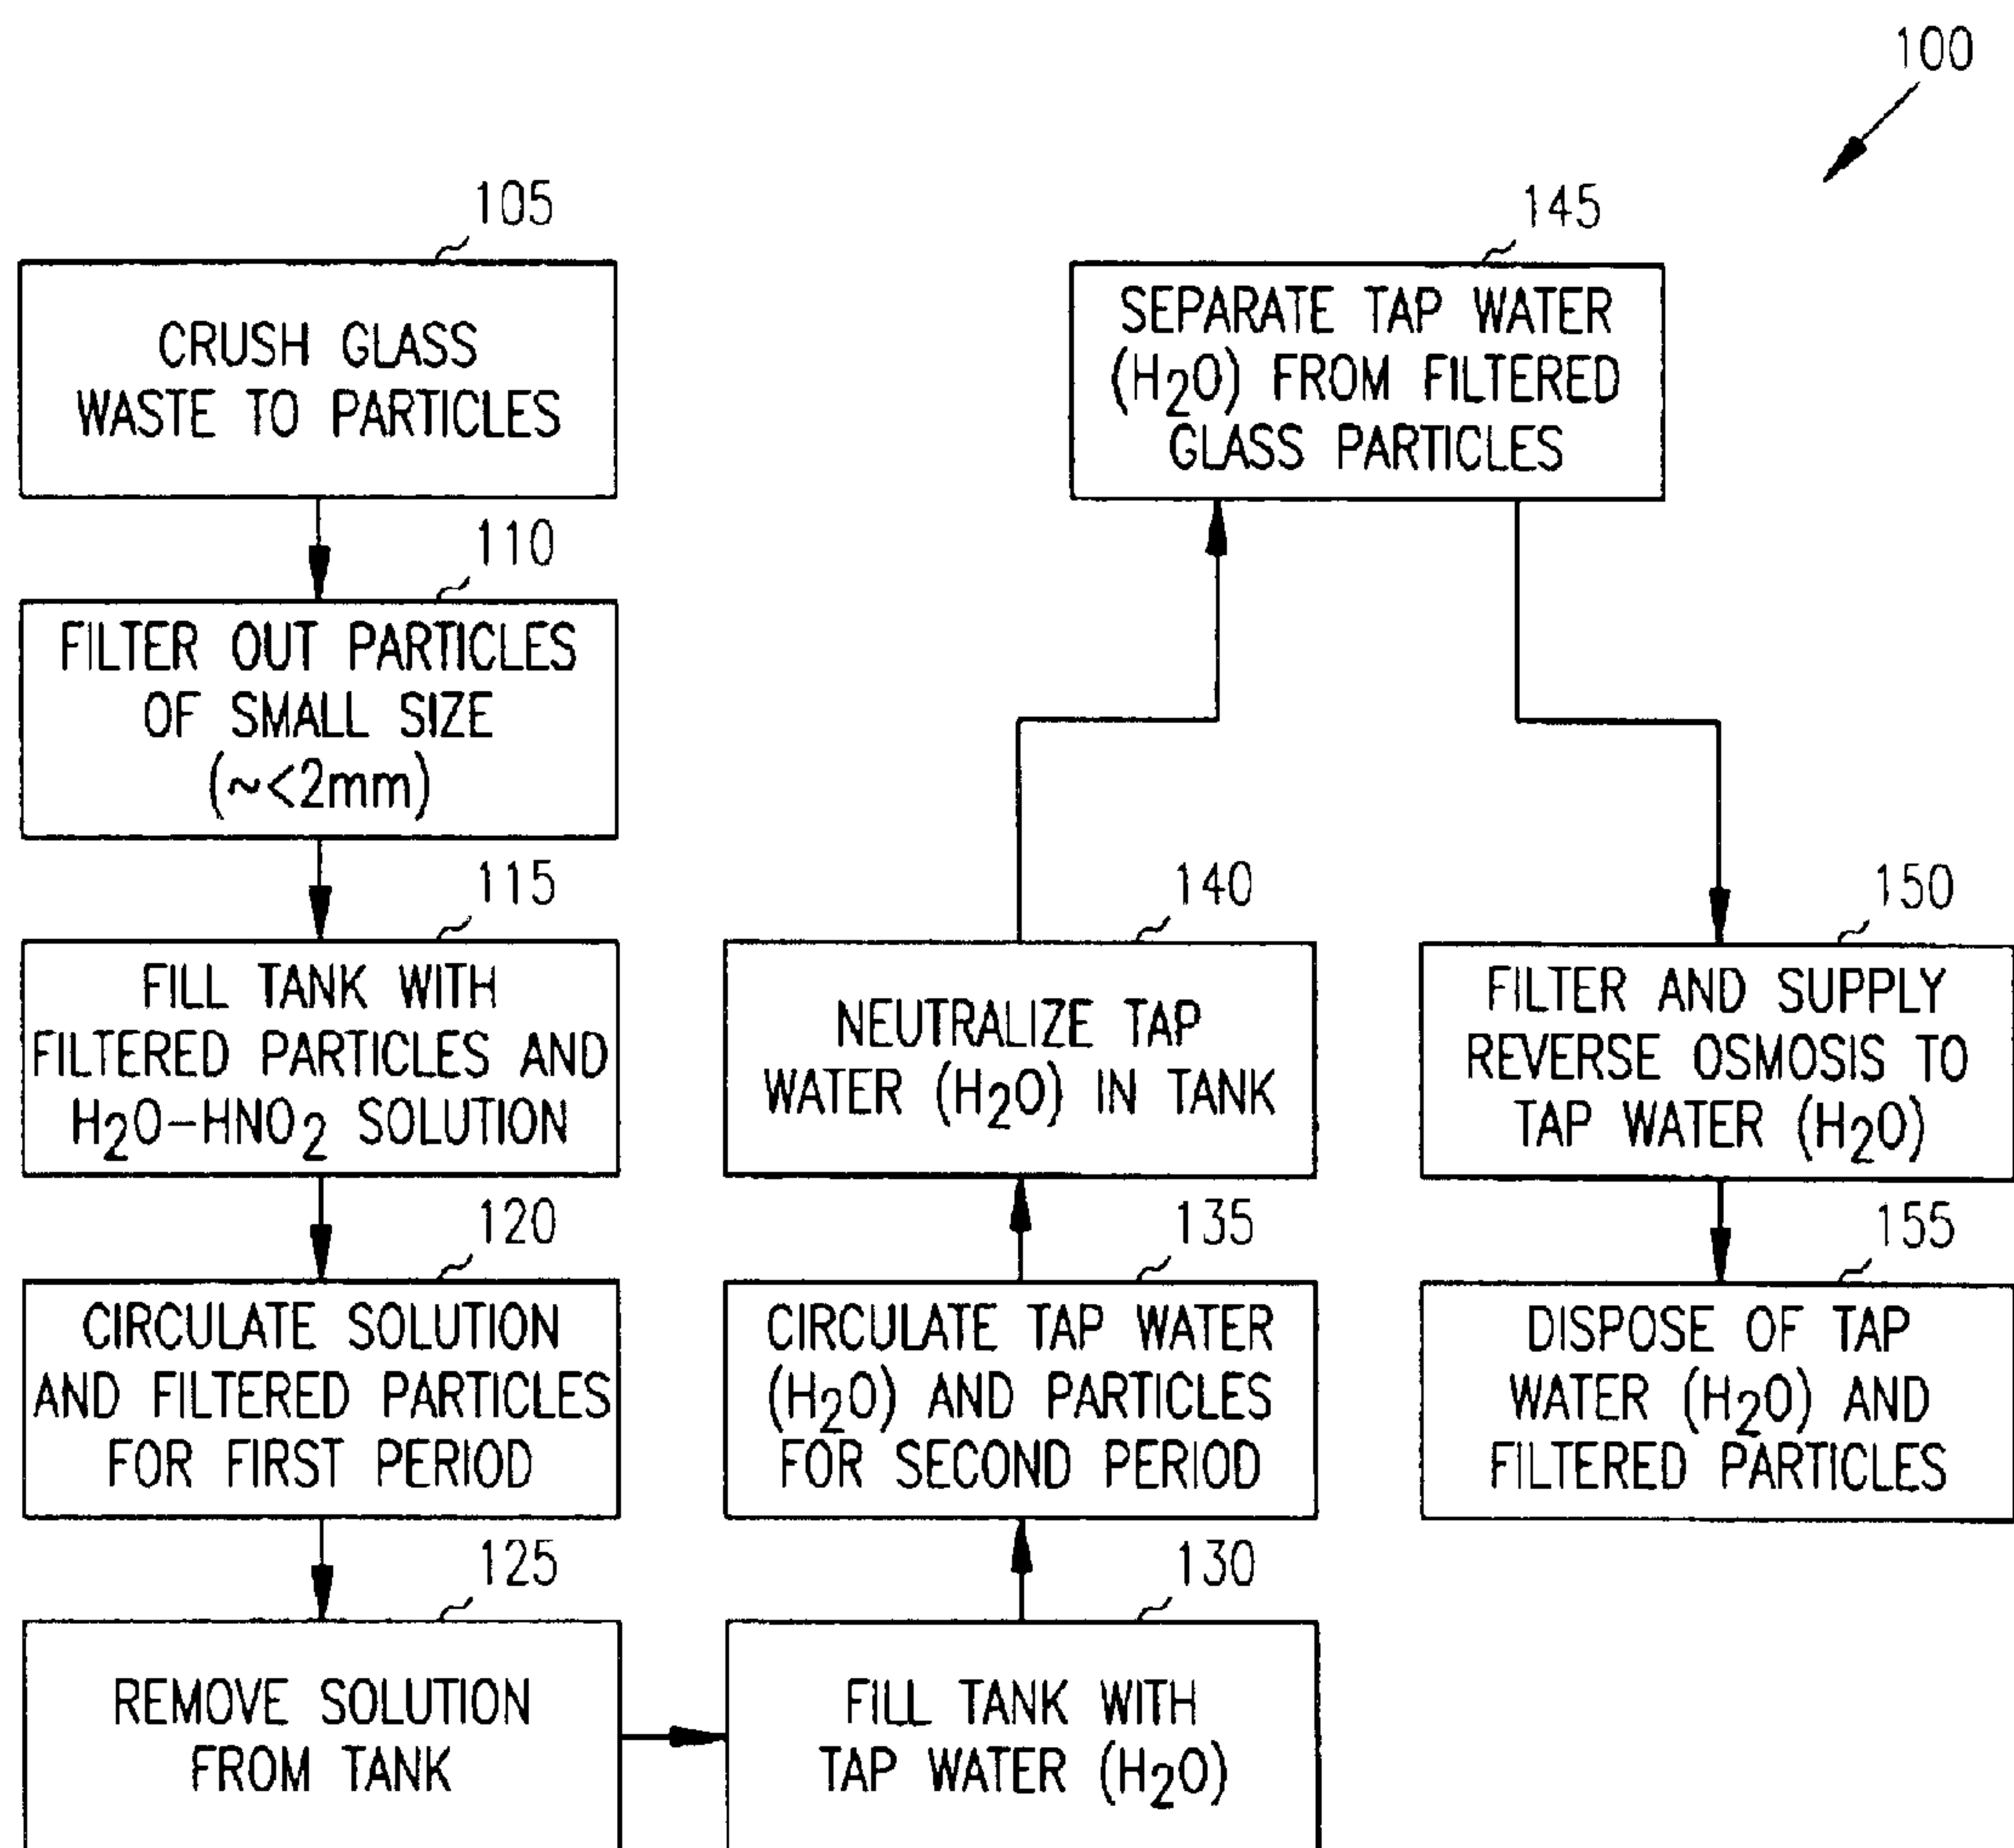 100
105
CRUSH GLASS
WASTE TO PARTICLES
110
FILTER OUT PARTICLES
OF SMALL SIZE
(~<2mm)
115
FILL TANK WITH
FILTERED PARTICLES AND
H₂O-HNO₂ SOLUTION
120
CIRCULATE SOLUTION
AND FILTERED PARTICLES
FOR FIRST PERIOD
125
REMOVE SOLUTION
FROM TANK
130
FILL TANK WITH
TAP WATER (H₂O)
135
CIRCULATE TAP WATER
(H₂O) AND PARTICLES
FOR SECOND PERIOD
140
NEUTRALIZE TAP
WATER (H₂O) IN TANK
145
SEPARATE TAP WATER
(H₂O) FROM FILTERED
GLASS PARTICLES
150
FILTER AND SUPPLY
REVERSE OSMOSIS TO
TAP WATER (H₂O)
155
DISPOSE OF TAP
WATER (H₂O) AND
FILTERED PARTICLES